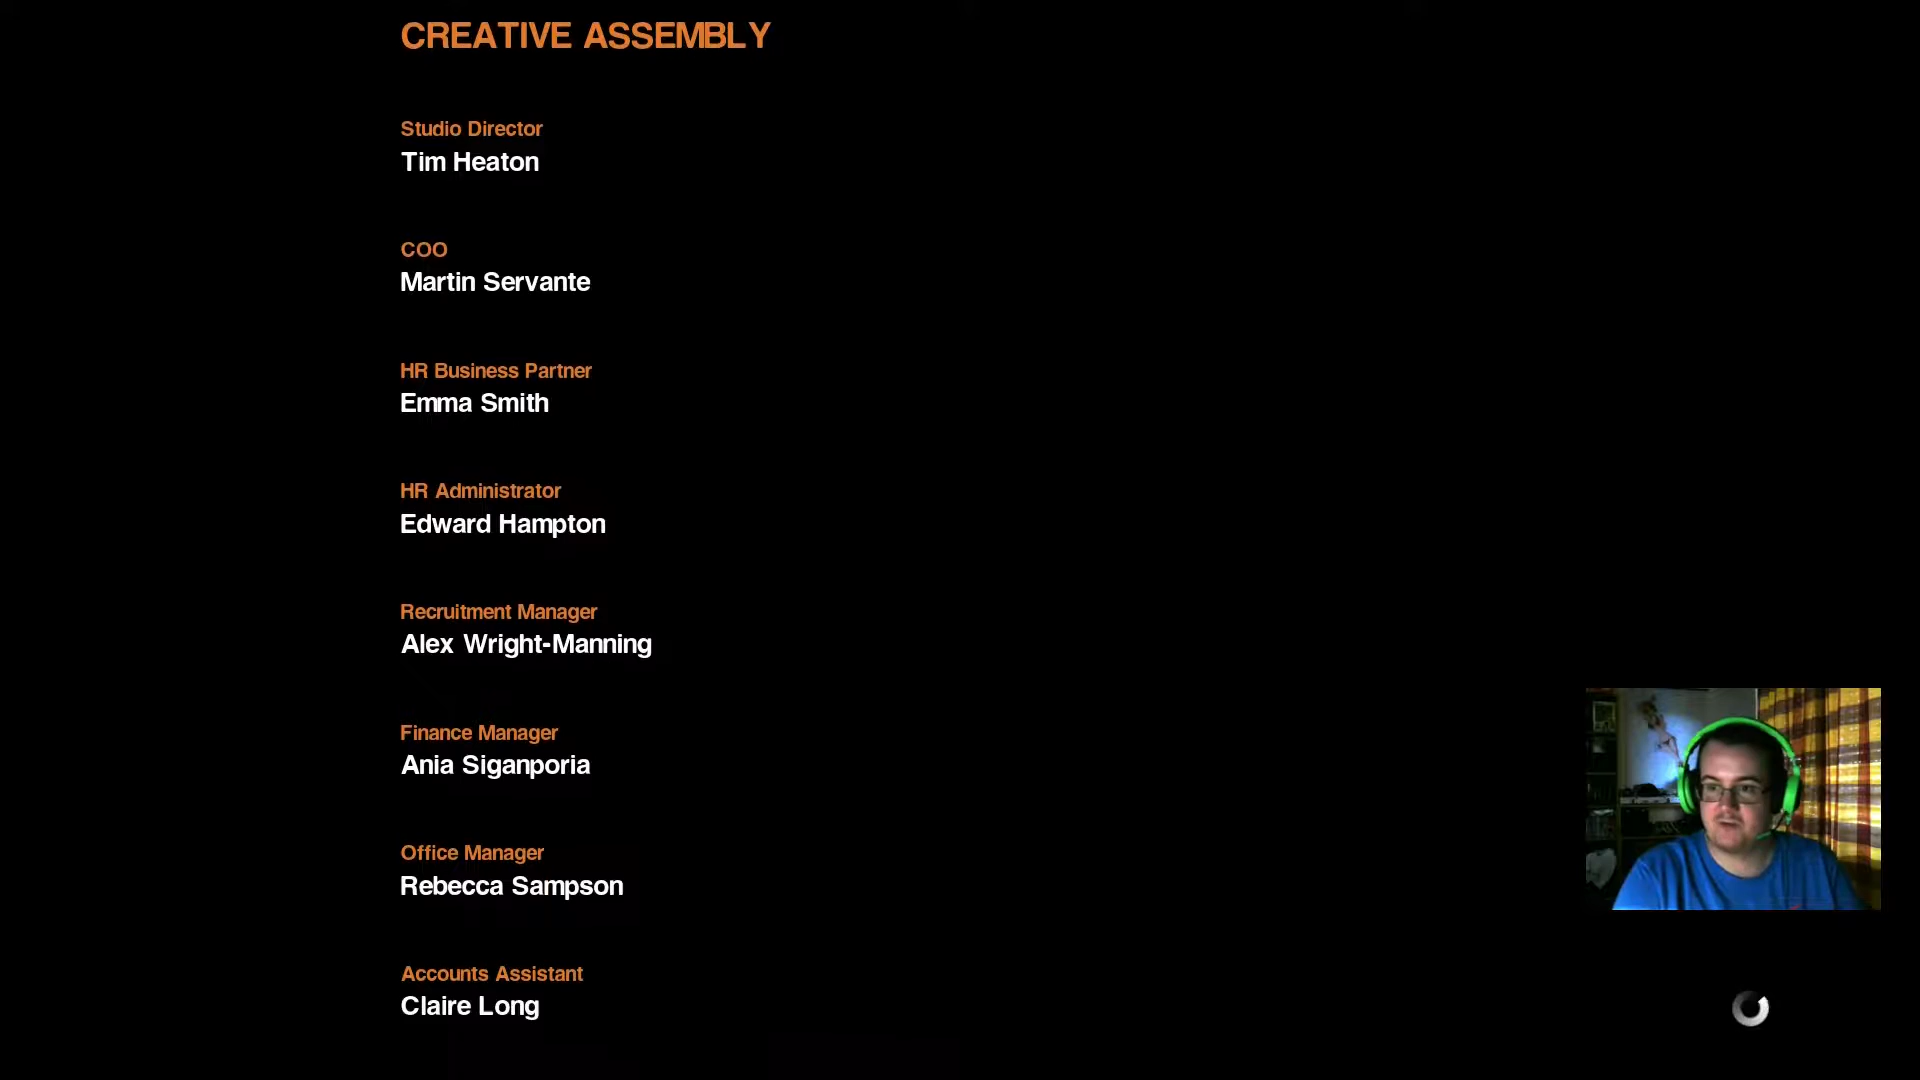 CREATIVE ASSEMBLY
Studio Director
Tim Heaton
COO
Martin Servante
HR Business Partner
Emma Smith
HR Administrator
Edward Hampton
Recruitment Manager
Alex Wright-Manning
Finance Manager
Ania Siganporia
Office Manager
Rebecca Sampson
Accounts Assistant
Claire Long